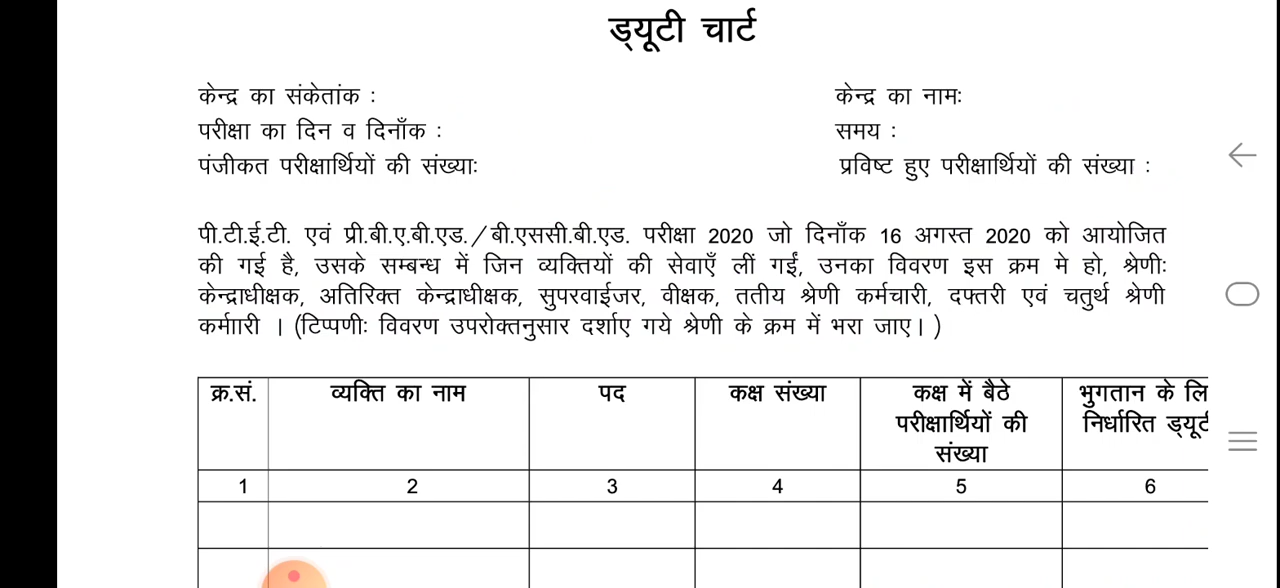 ड्यूटी चार्ट
केन्द्र का संकेतांक :
केन्द्र का नामः
परीक्षा का दिन व दिनाँक :
समय :
पंजीकत परीक्षार्थियों की संख्याः
प्रविष्ट हुए परीक्षार्थियों की संख्या :
पी.टी.ई.टी. एवं प्री.बी.ए.बी.एड./बी.एससी.बी.एड. परीक्षा 2020 जो दिनाँक 16 अगस्त 2020 को आयोजित
की गई है, उसके सम्बन्ध में जिन व्यक्तियों की सेवाएँ लीं गईं, उनका विवरण इस क्रम मे हो, श्रेणीः
केन्द्राधीक्षक, अतिरिक्त केन्द्राधीक्षक, सुपरवाईजर, वीक्षक, ततीय श्रेणी कर्मचारी, दफ्तरी एवं चतुर्थ श्रेणी
कर्माारी । (टिप्पणीः विवरण उपरोक्तनुसार दर्शाए गये श्रेणी के क्रम में भरा जाए। )
क्र.सं.
व्यक्ति का नाम
पद
कक्ष संख्या
कक्ष में बैठे
परीक्षार्थियों की
संख्या
भुगतान के लि
निर्धारित ड्यूट
1 2 3 4 5 6